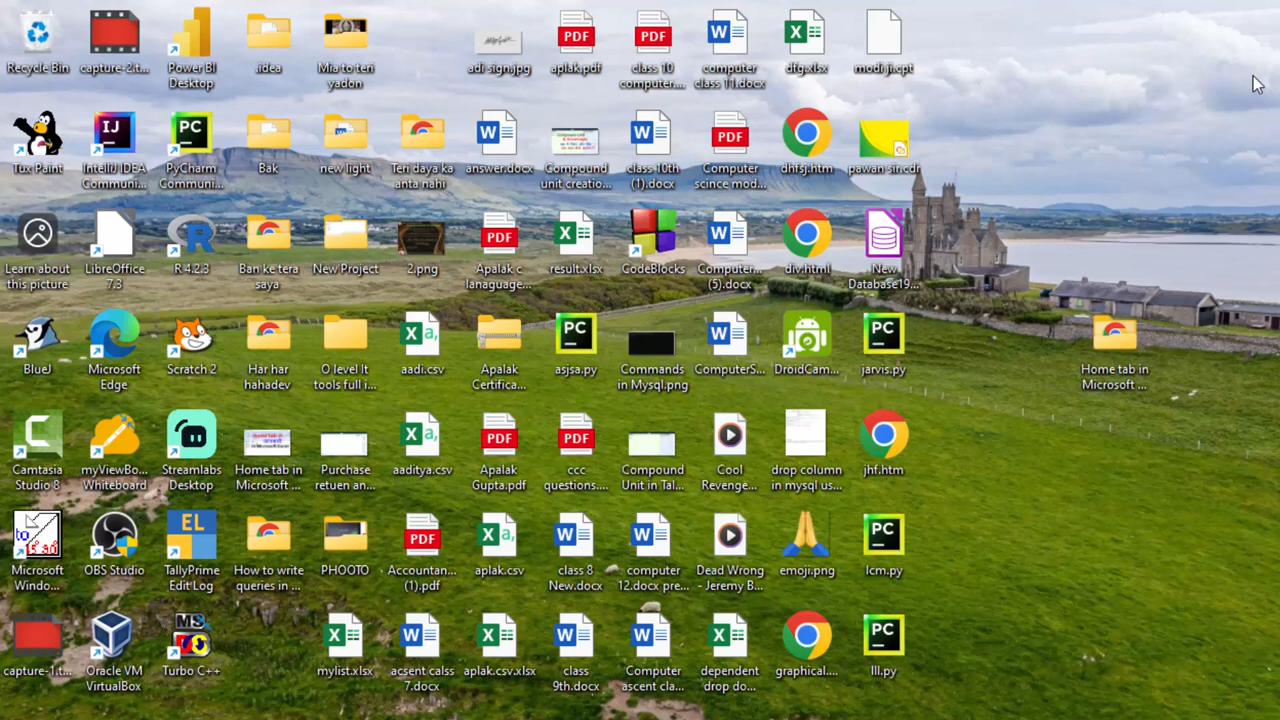 Recycle Bin
capture-2.t...
Power BI
Desktop
.idea
Mia to teri
yadon
adi sign.jpg
aplak.pdf
class 10
computer....
computer
class 11.docx
dfg.xlsx
modi ji.cpt
Tux Paint
IntelliJ IDEA
Communi...
PyCharm
Communi...
Bak
new light
Teri daya ka
anta nahi
answer.docx
Compound
unit creatio...
class 10th
(1).docx
Computer
scince mod...
dhfsj.htm
pawan sir.cdr
Learn about
this picture
LibreOffice
7.3
R 4.2.3
Ban ke tera
saya
New Project
2.png
Apalak c
lanaguage...
result.xlsx
CodeBlocks
Computer...
(5).docx
div.html
New
Database19...
BlueJ
Microsoft
Edge
Scratch 2
Har har
hahadev
O level It
tools full i...
aadi.csv
Apalak
Certifica...
asjsa.py
Commands
in Mysql.png
ComputerS...
DroidCam...
jarvis.py
Home tab in
Microsoft ...
Camtasia
Studio 8
myViewBo...
Whiteboard
Streamlabs
Desktop
Home tab in
Microsoft ...
Purchase
retuen an...
aaditya.csv
Apalak
Gupta.pdf
ccc
questions....
Compound
Unit in Tal...
Cool
Revenge...
drop column
in mysql us...
jhf.htm
Microsoft
Windo...
OBS Studio
TallyPrime
Edit Log
How to write
queries in ...
PHOOTO
Accountan...
(1).pdf
aplak.csv
class 8
New.docx
computer
12.docx pre...
Dead Wrong
- Jeremy B...
emoji.png
lcm.py
capture-1.t...
Oracle VM
VirtualBox
Turbo C++
mylist.xlsx
acsent calss
7.docx
aplak.csv.xlsx
class
9th.docx
Computer
ascent cla...
dependent
drop do...
graphical....
lll.py